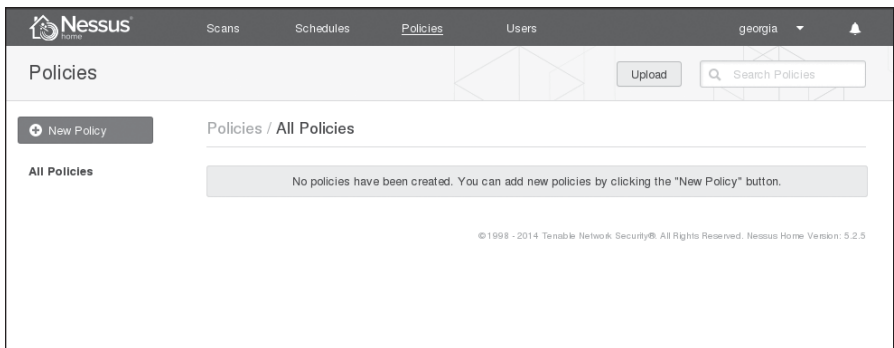 Nessus
home
Scans Schedules Policies Users georgia
Policies Upload Search Policies
New Policy Policies / All Policies
All Policies
No policies have been created. You can add new policies by clicking the "New Policy" button.
©1998 - 2014 Tenable Network Security®. All Rights Reserved. Nessus Home Version: 5.2.5